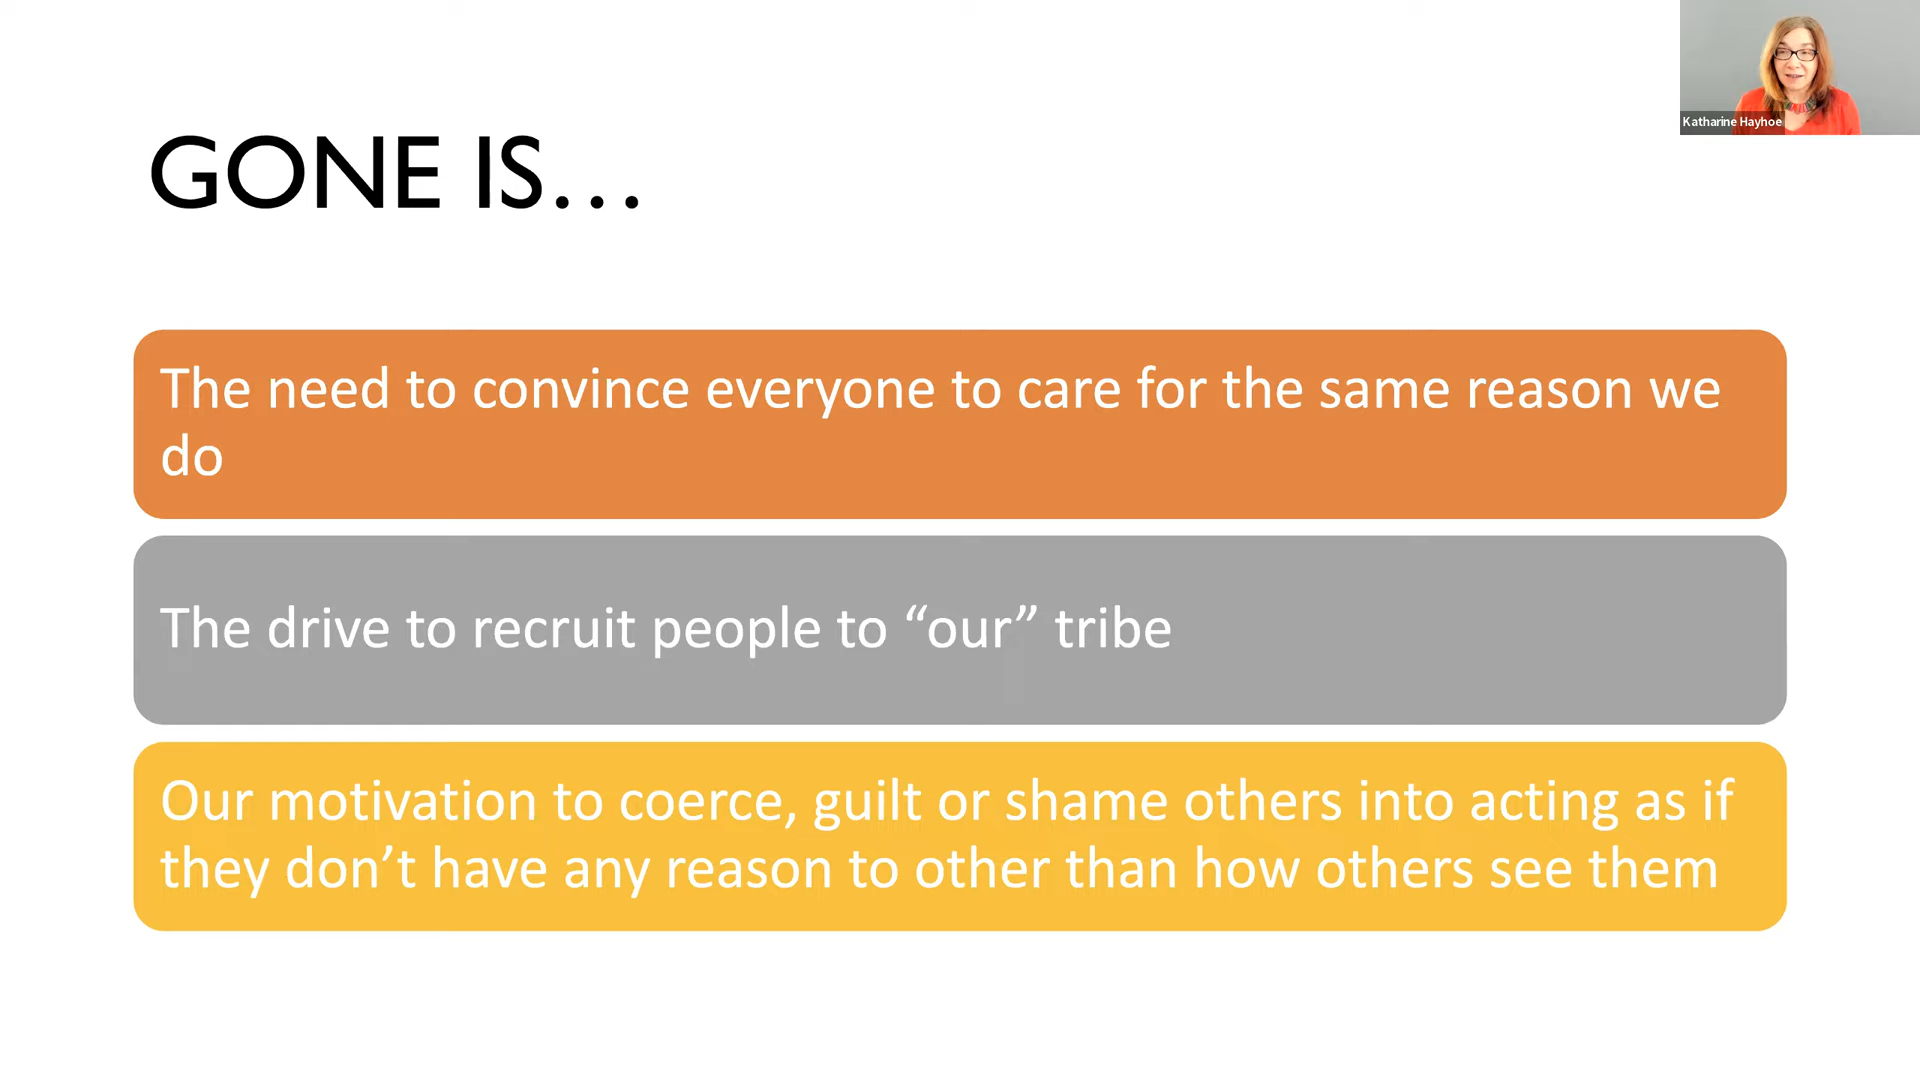 Katharine Hayhoe
GONE IS...
The need to convince everyone to care for the same reason we
do
The drive to recruit people to “our” tribe
Our motivation to coerce, guilt or shame others into acting as if
they don’t have any reason to other than how others see them